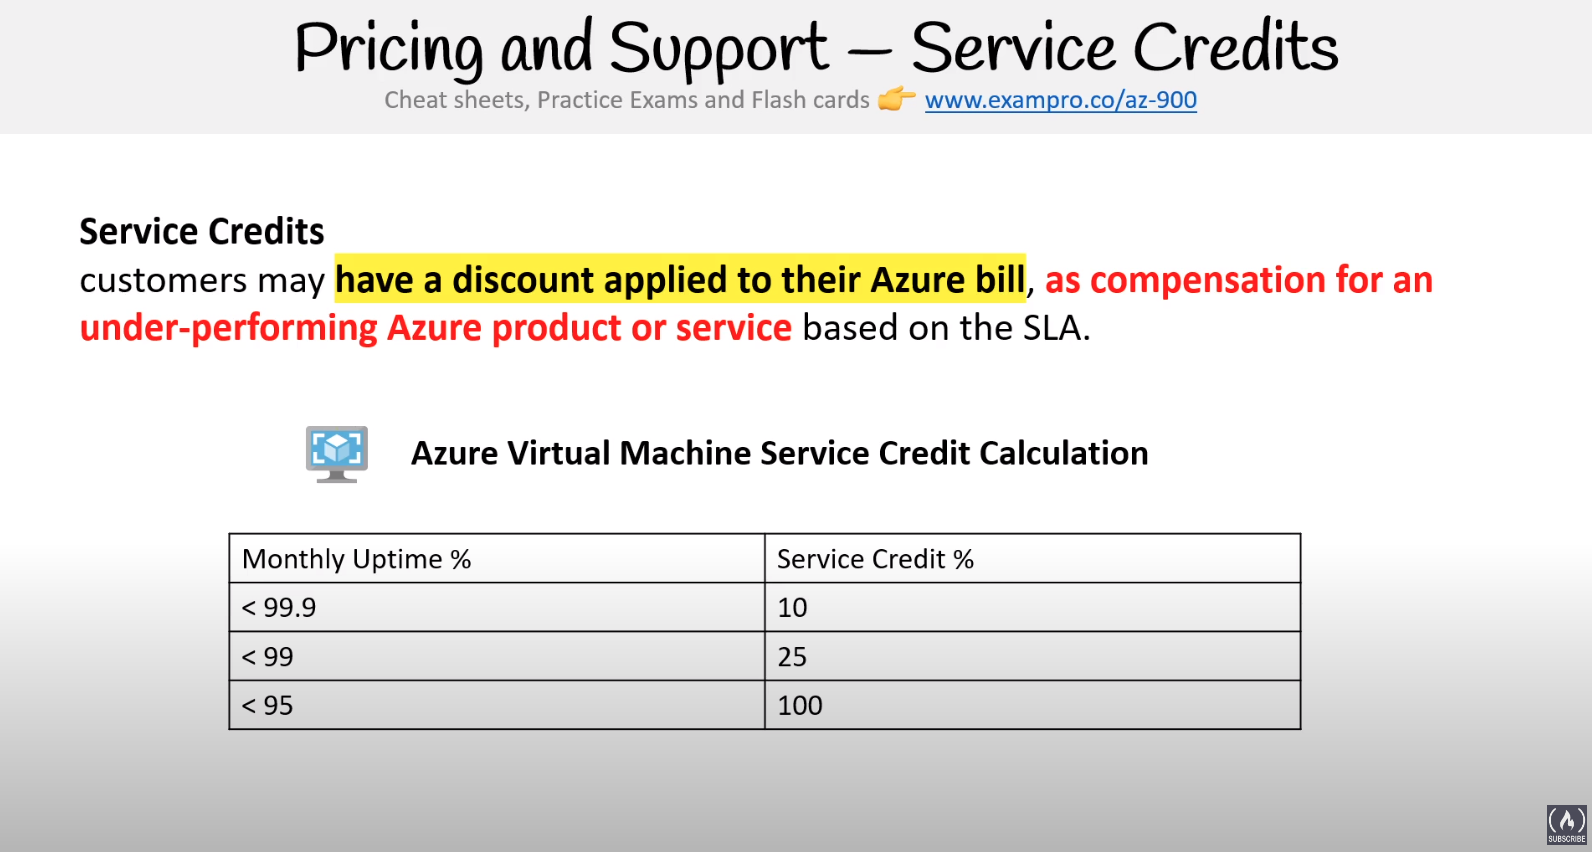 Pricing and Support – Service Credits
Cheat sheets, Practice Exams and Flash cards 👉 www.exampro.co/az-900
Service Credits
customers may have a discount applied to their Azure bill, as compensation for an
under-performing Azure product or service based on the SLA.
Azure Virtual Machine Service Credit Calculation
Monthly Uptime % Service Credit %
< 99.9 10
< 99 25
< 95 100
SUBSCRIBE